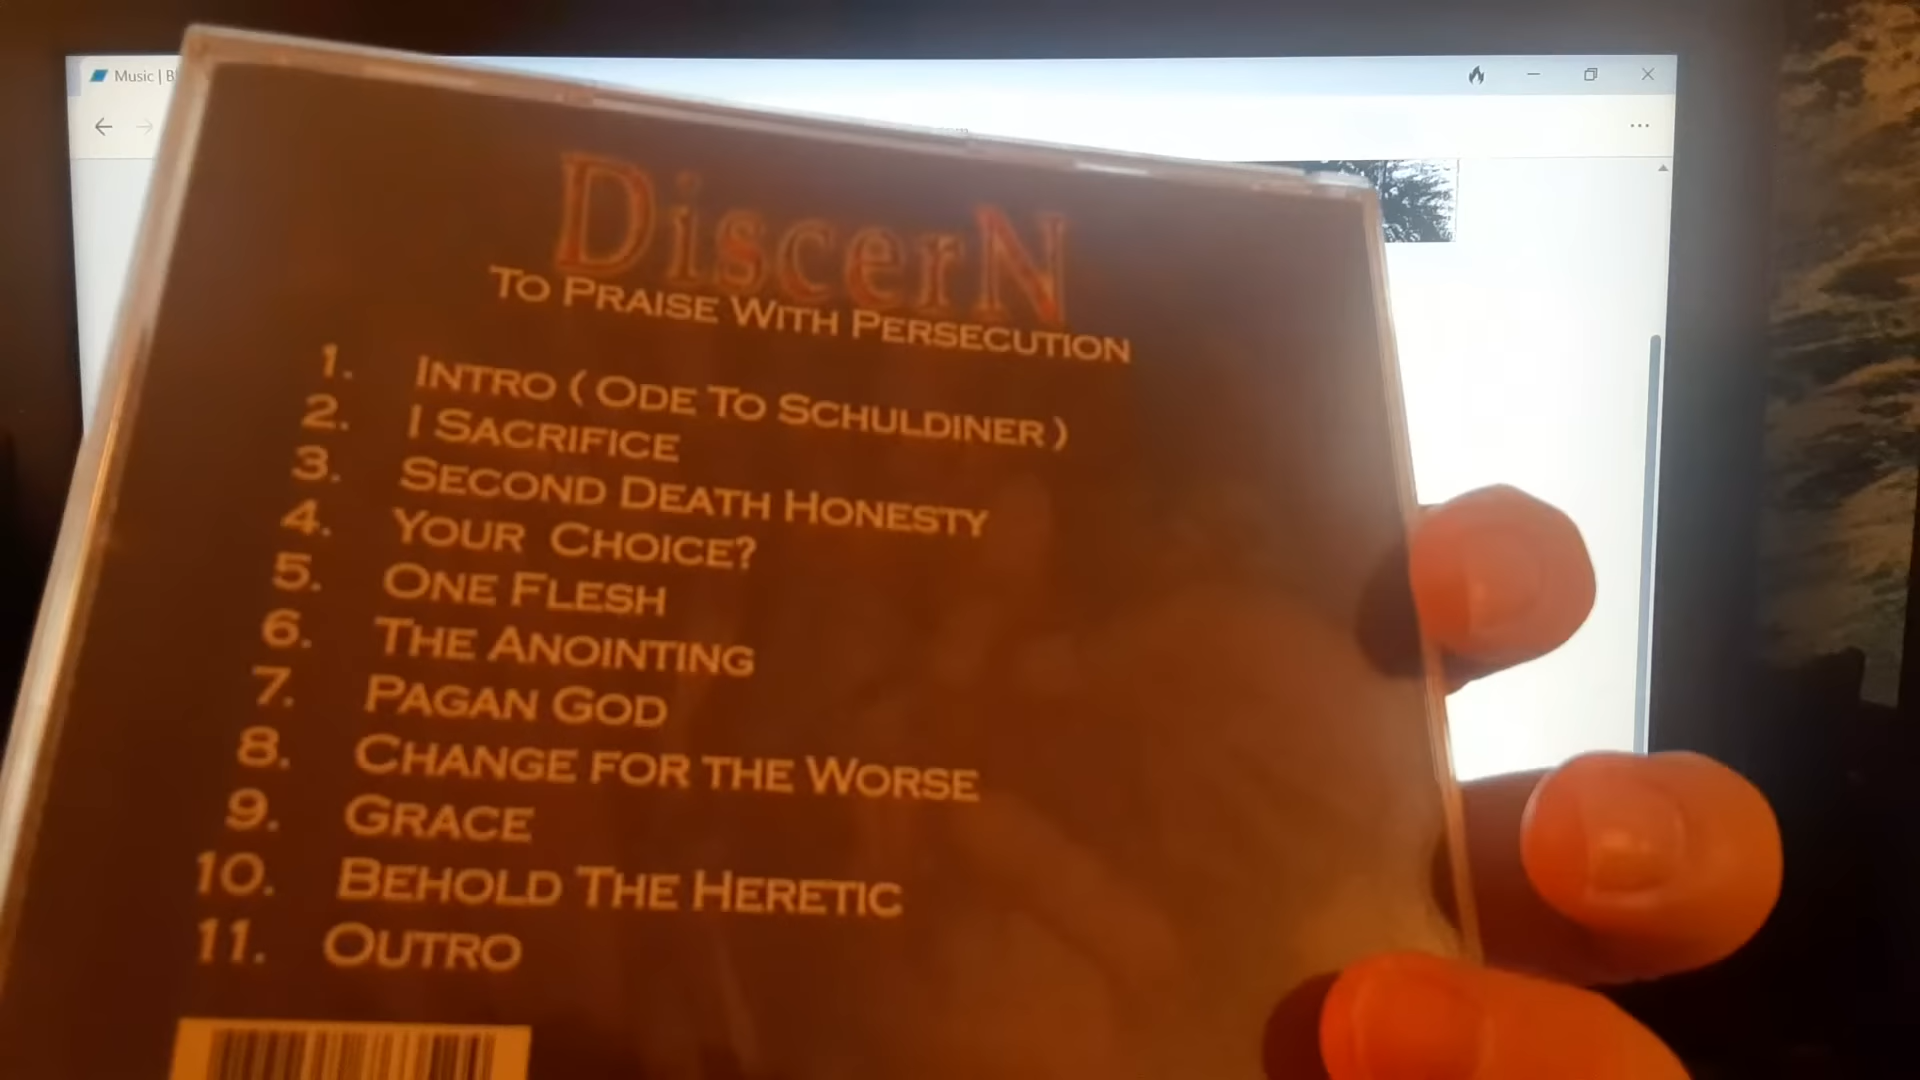 Music | B
DiscerN
TO PRAISE WITH PERSECUTION
1. INTRO ( ODE TO SCHULDINER )
2. I SACRIFICE
3. SECOND DEATH HONESTY
4. YOUR CHOICE?
5. ONE FLESH
6. THE ANOINTING
7. PAGAN GOD
8. CHANGE FOR THE WORSE
9. GRACE
10. BEHOLD THE HERETIC
11. OUTRO